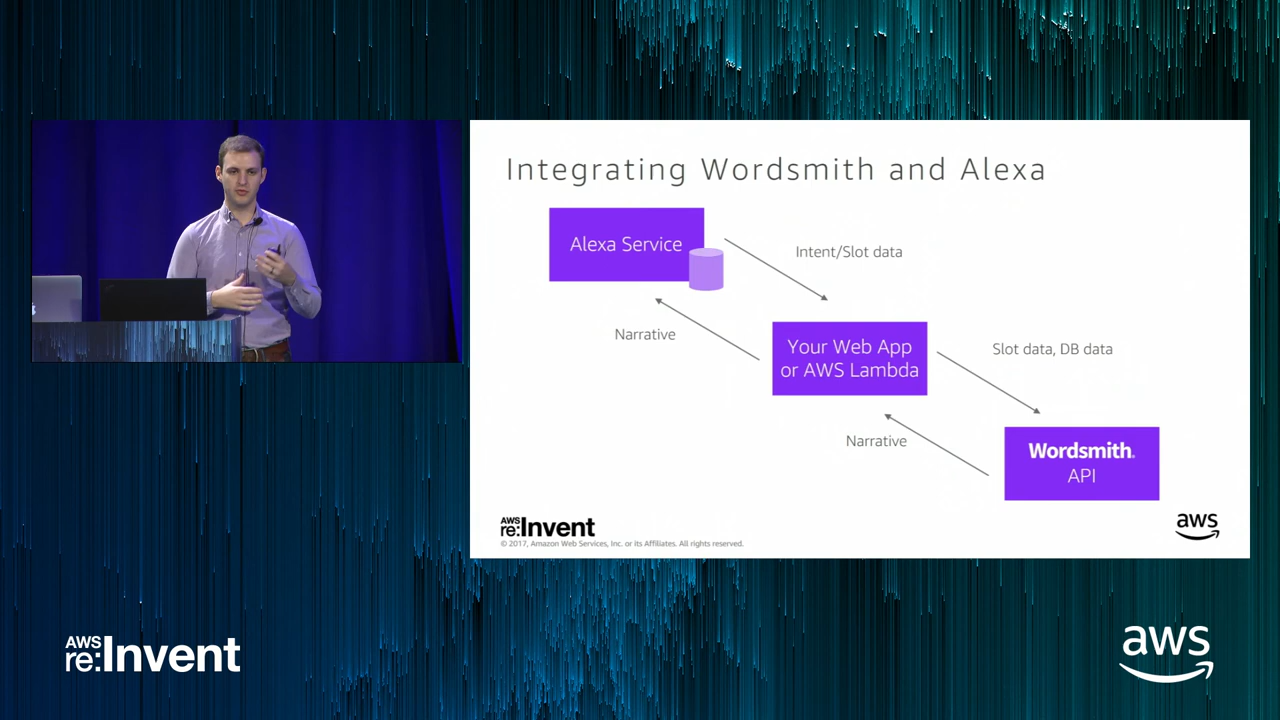 Integrating Wordsmith and Alexa
Alexa Service
Intent/Slot data
Narrative
Your Web App
or AWS Lambda
Slot data, DB data
Narrative
Wordsmith.
API
AWS
re:Invent
© 2017, Amazon Web Services, Inc. or its Affiliates. All rights reserved.
aws
AWS
re:Invent
aws